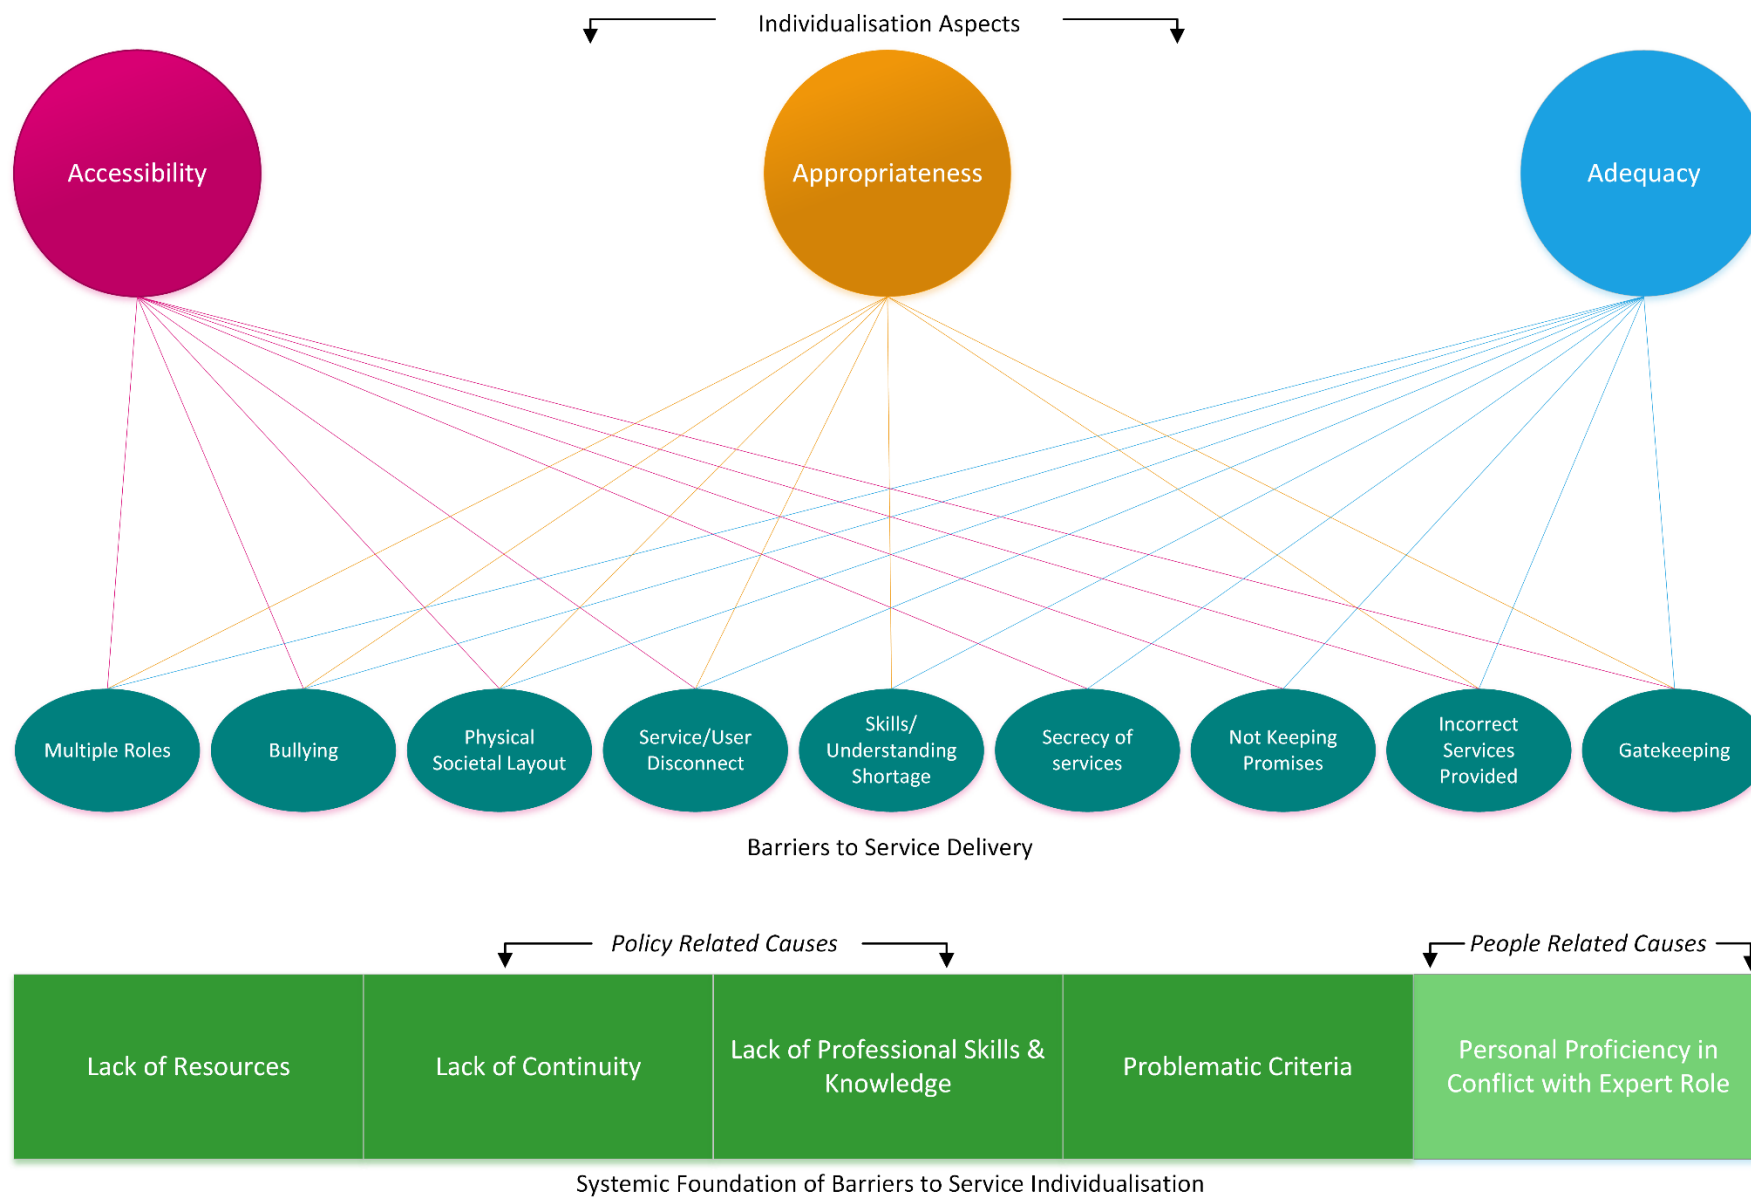 Individualisation Aspects
Accessibility
Appropriateness
Adequacy
Multiple Roles
Bullying
Physical
Societal Layout
Service/User
Disconnect
Skills/
Understanding
Shortage
Secrecy of
services
Not Keeping
Promises
Incorrect
Services
Provided
Gatekeeping
Barriers to Service Delivery
Policy Related Causes
People Related Causes
Lack of Resources
Lack of Continuity
Lack of Professional Skills &
Knowledge
Problematic Criteria
Personal Proficiency in
Conflict with Expert Role
Systemic Foundation of Barriers to Service Individualisation